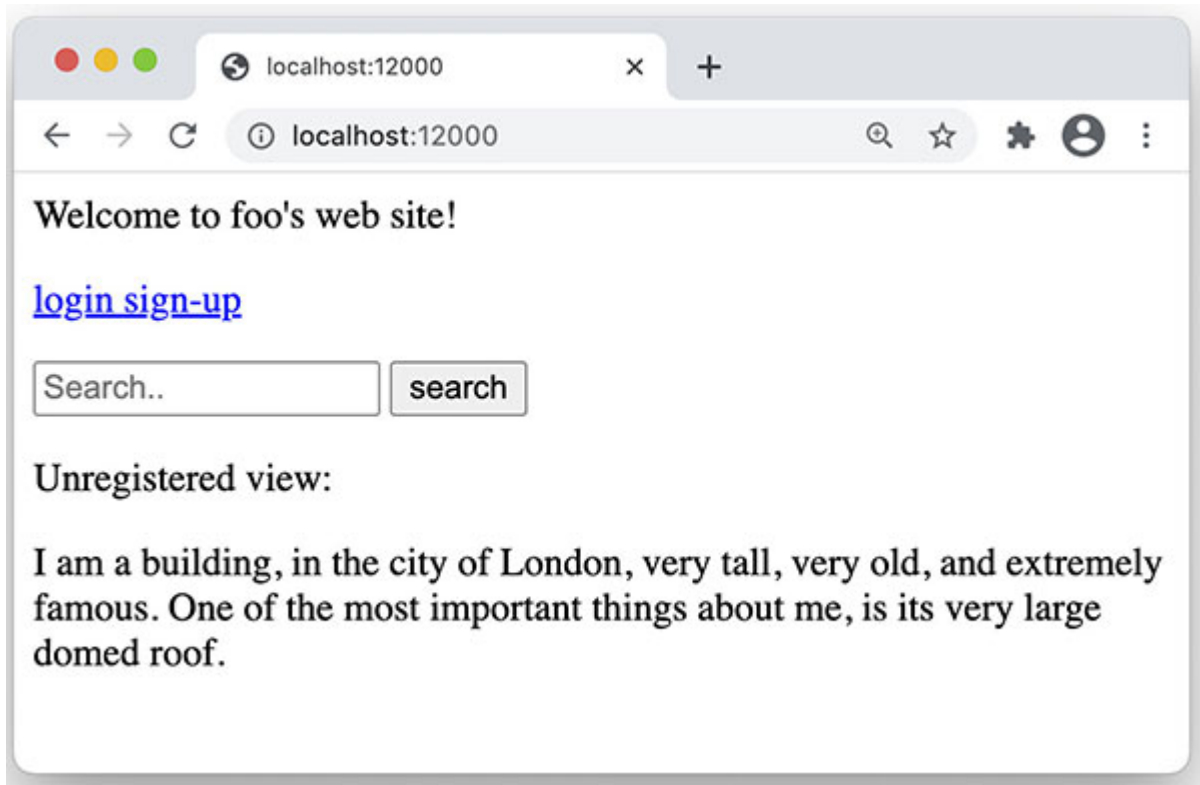 localhost:12000
localhost:12000
Welcome to foo's web site!
login sign-up
Search.. search
Unregistered view:
I am a building, in the city of London, very tall, very old, and extremely
famous. One of the most important things about me, is its very large
domed roof.